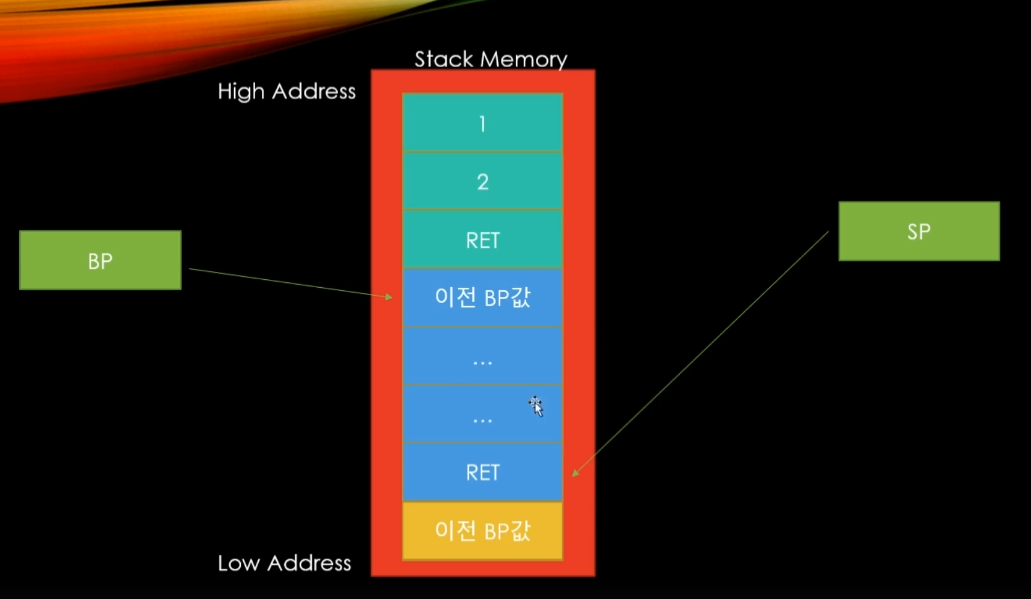 Stack Memory
High Address
1
2
RET
BP
이전 BP값
SP
...
...
RET
이전 BP값
Low Address